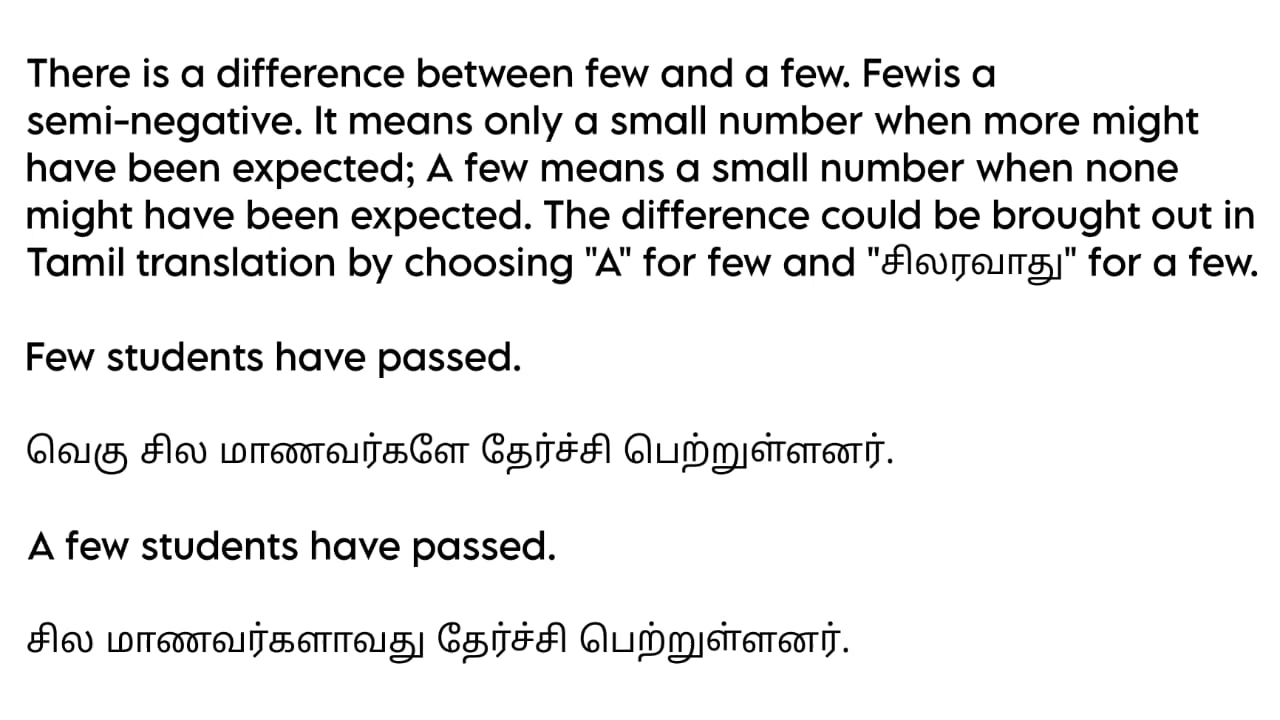 There is a difference between few and a few. Fewis a
semi-negative. It means only a small number when more might
have been expected; A few means a small number when none
might have been expected. The difference could be brought out in
Tamil translation by choosing "A" for few and "சிலரவாது" for a few.
Few students have passed.
வெகு சில மாணவர்களே தேர்ச்சி பெற்றுள்ளனர்.
A few students have passed.
சில மாணவர்களாவது தேர்ச்சி பெற்றுள்ளனர்.